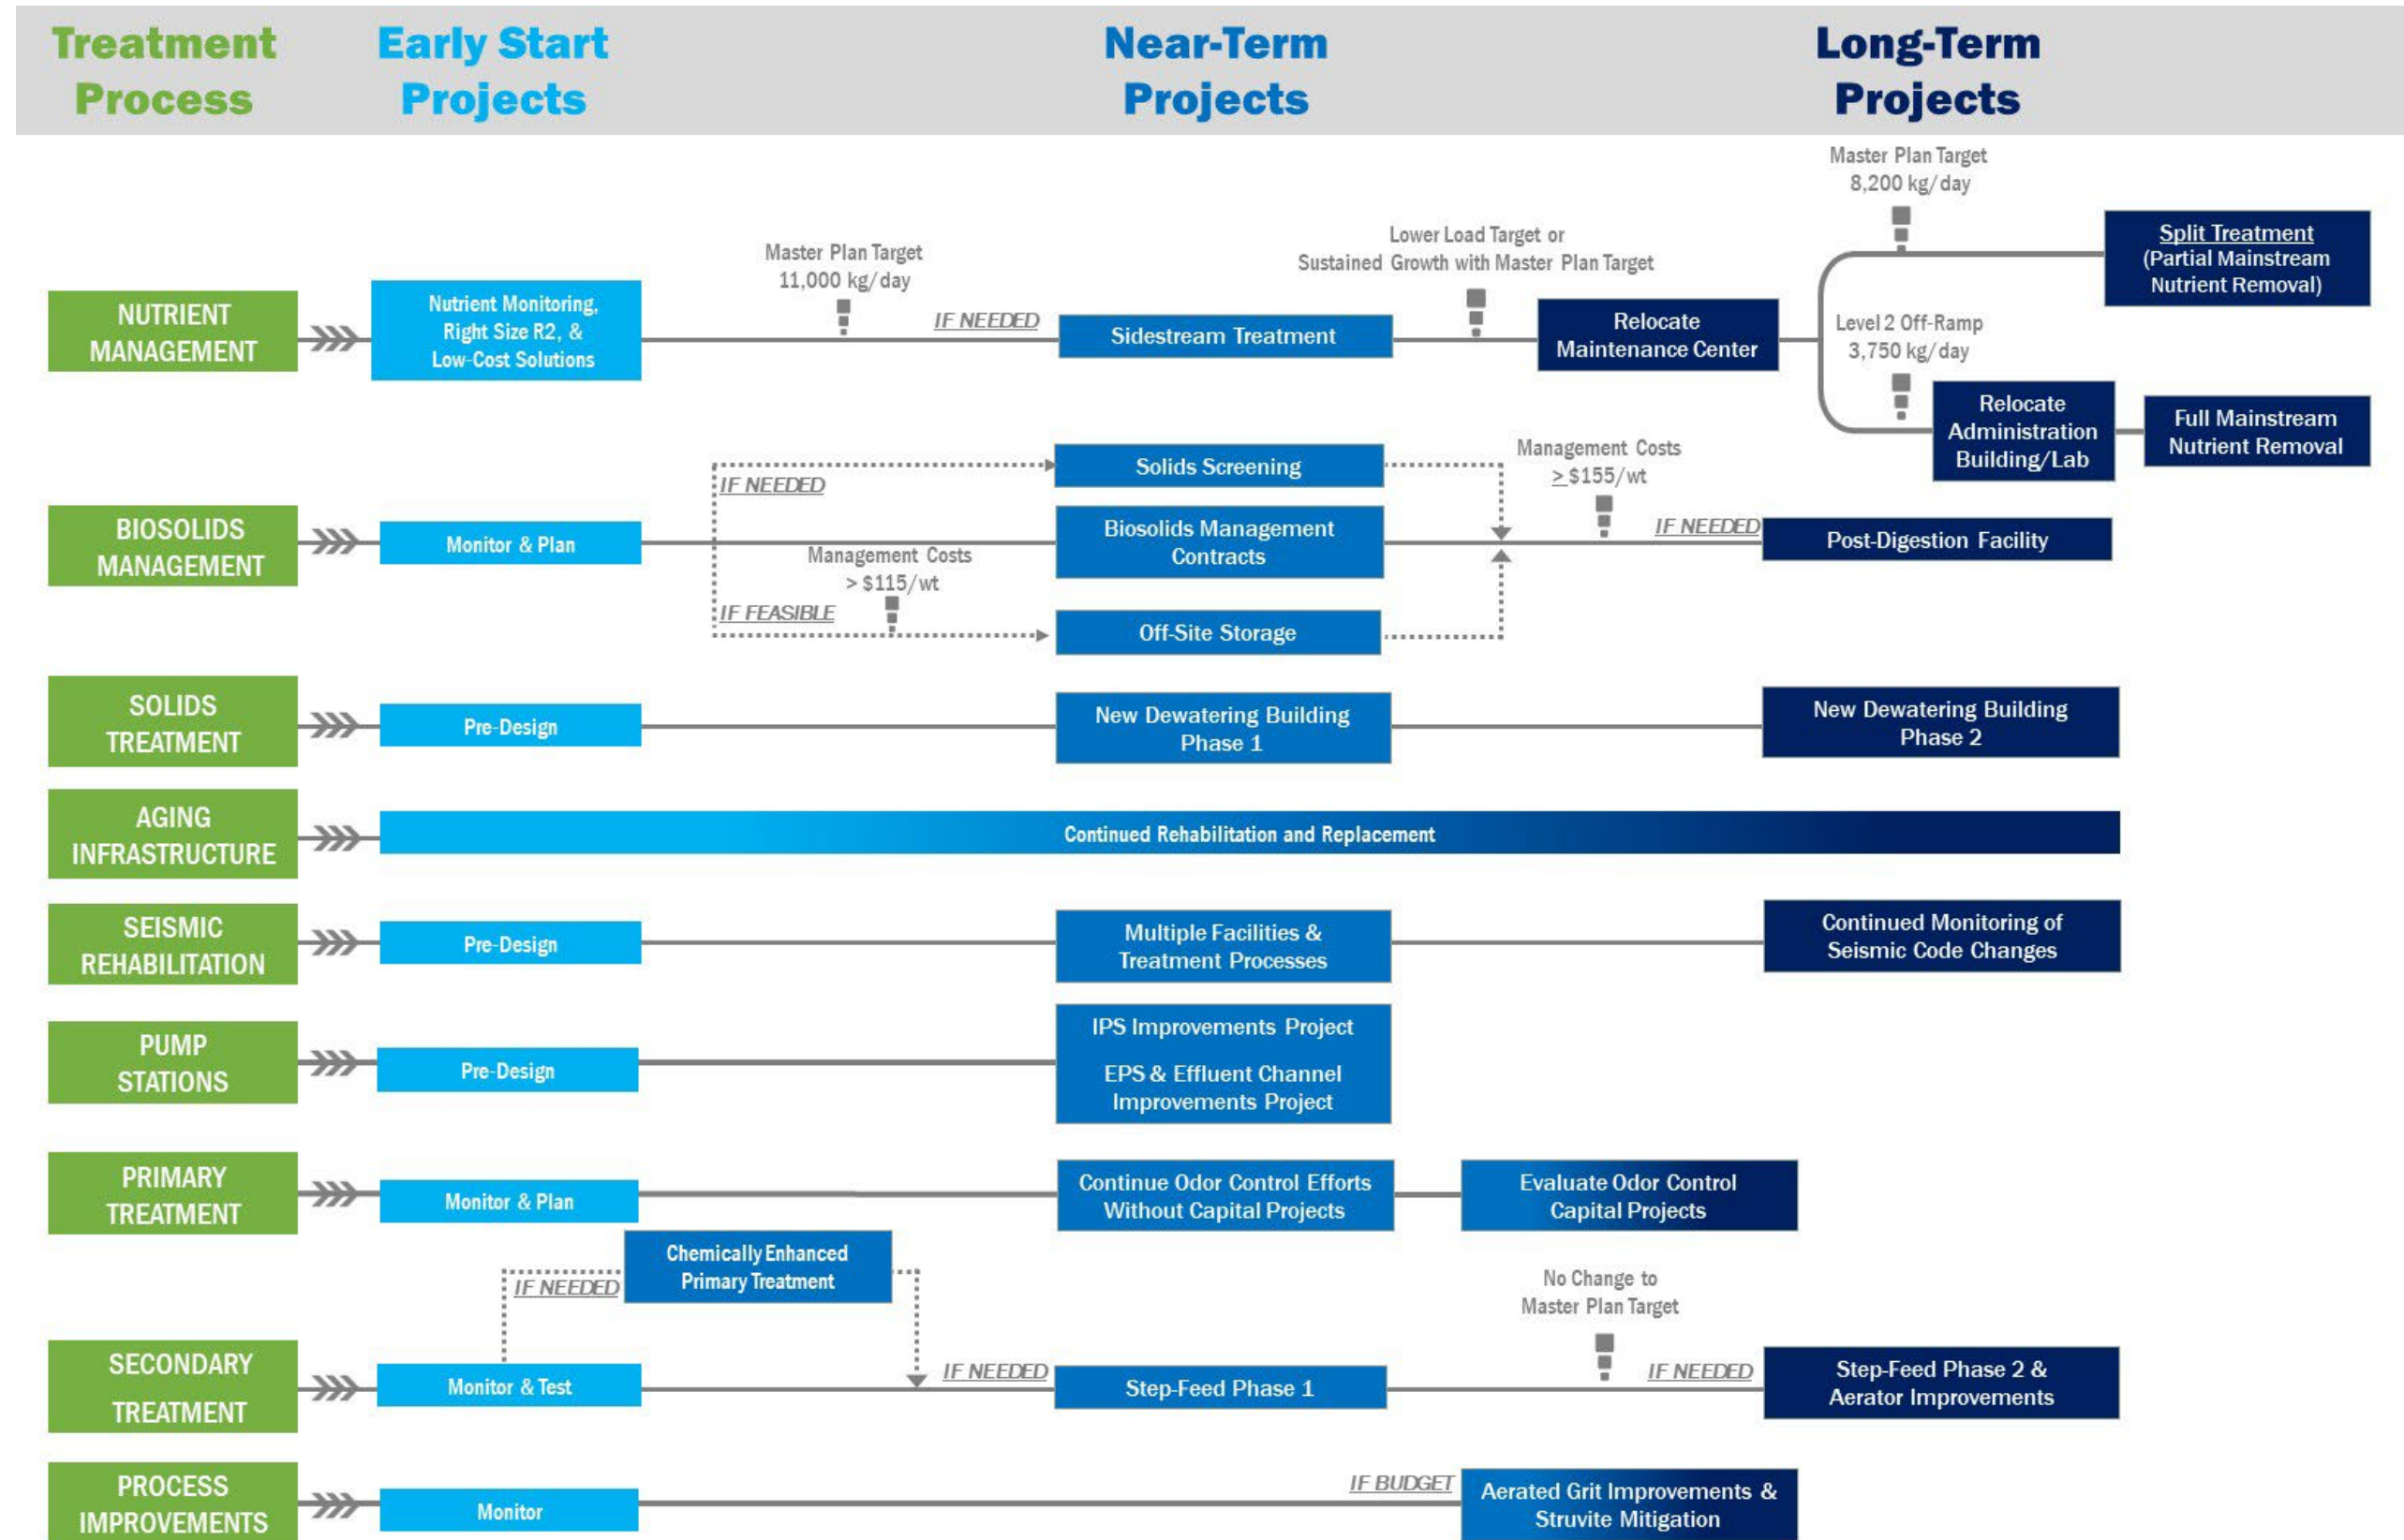 Treatment
Process
Early Start
Projects
Near-Term
Projects
Long-Term
Projects
NUTRIENT
MANAGEMENT
Nutrient Monitoring,
Right Size R2, &
Low-Cost Solutions
Master Plan Target
11,000 kg/day
IF NEEDED
Sidestream Treatment
Lower Load Target or
Sustained Growth with Master Plan Target
Relocate
Maintenance Center
Master Plan Target
8,200 kg/day
Split Treatment
(Partial Mainstream
Nutrient Removal)
Level 2 Off-Ramp
3,750 kg/day
Relocate
Administration
Building/Lab
Full Mainstream
Nutrient Removal
BIOSOLIDS
MANAGEMENT
Monitor & Plan
IF NEEDED
Solids Screening
Biosolids Management
Contracts
IF FEASIBLE
Management Costs
> $115/wt
Off-Site Storage
Management Costs
≥ $155/wt
IF NEEDED
Post-Digestion Facility
SOLIDS
TREATMENT
Pre-Design
New Dewatering Building
Phase 1
New Dewatering Building
Phase 2
AGING
INFRASTRUCTURE
Continued Rehabilitation and Replacement
SEISMIC
REHABILITATION
Pre-Design
Multiple Facilities &
Treatment Processes
Continued Monitoring of
Seismic Code Changes
PUMP
STATIONS
Pre-Design
IPS Improvements Project
EPS & Effluent Channel
Improvements Project
PRIMARY
TREATMENT
Monitor & Plan
Continue Odor Control Efforts
Without Capital Projects
Evaluate Odor Control
Capital Projects
SECONDARY
TREATMENT
Monitor & Test
IF NEEDED
Chemically Enhanced
Primary Treatment
IF NEEDED
Step-Feed Phase 1
No Change to
Master Plan Target
IF NEEDED
Step-Feed Phase 2 &
Aerator Improvements
PROCESS
IMPROVEMENTS
Monitor
IF BUDGET
Aerated Grit Improvements &
Struvite Mitigation